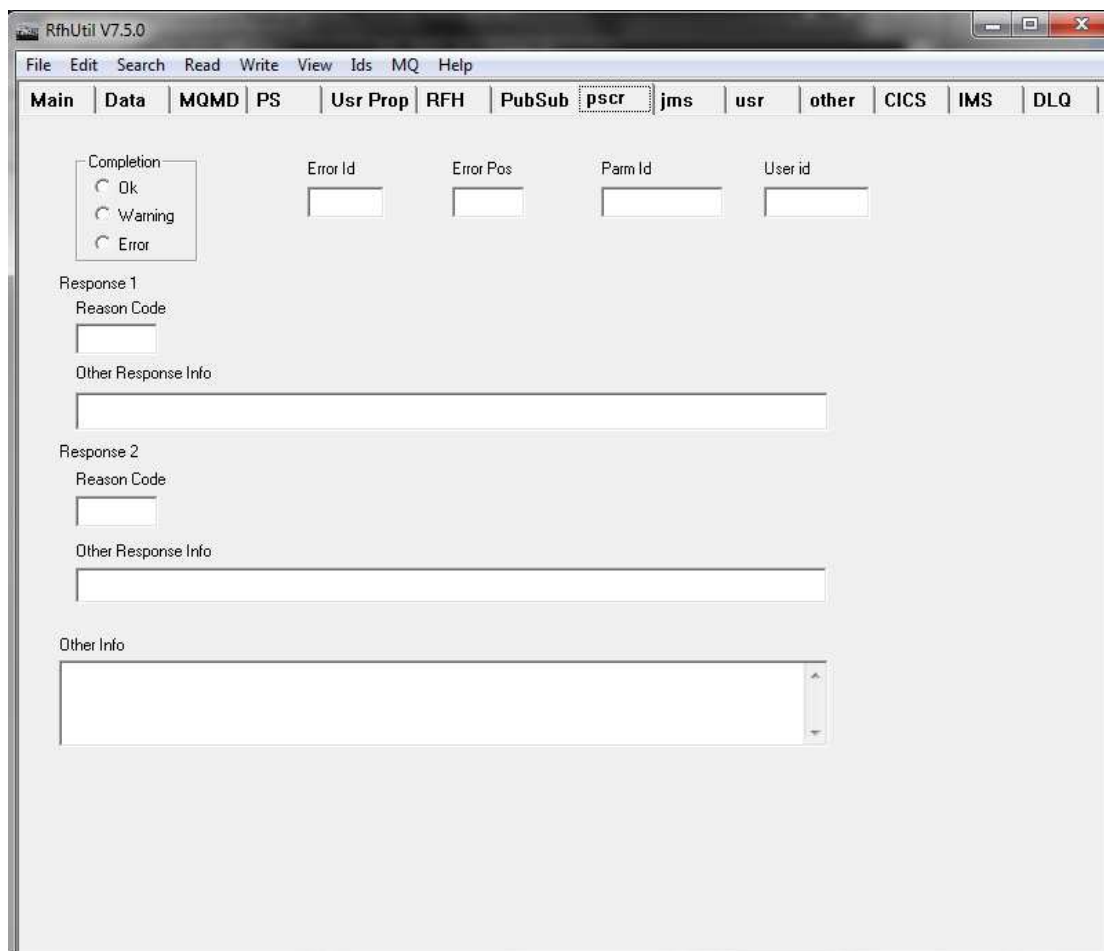 RfhUtil V7.5.0
File Edit Search Read Write View Ids MQ Help
Main Data MQMD PS Usr Prop RFH PubSub pscr jms usr other CICS IMS DLQ
Completion
Ok
Warning
Error
Error Id Error Pos Parm Id User id
Response 1
Reason Code
Other Response Info
Response 2
Reason Code
Other Response Info
Other Info